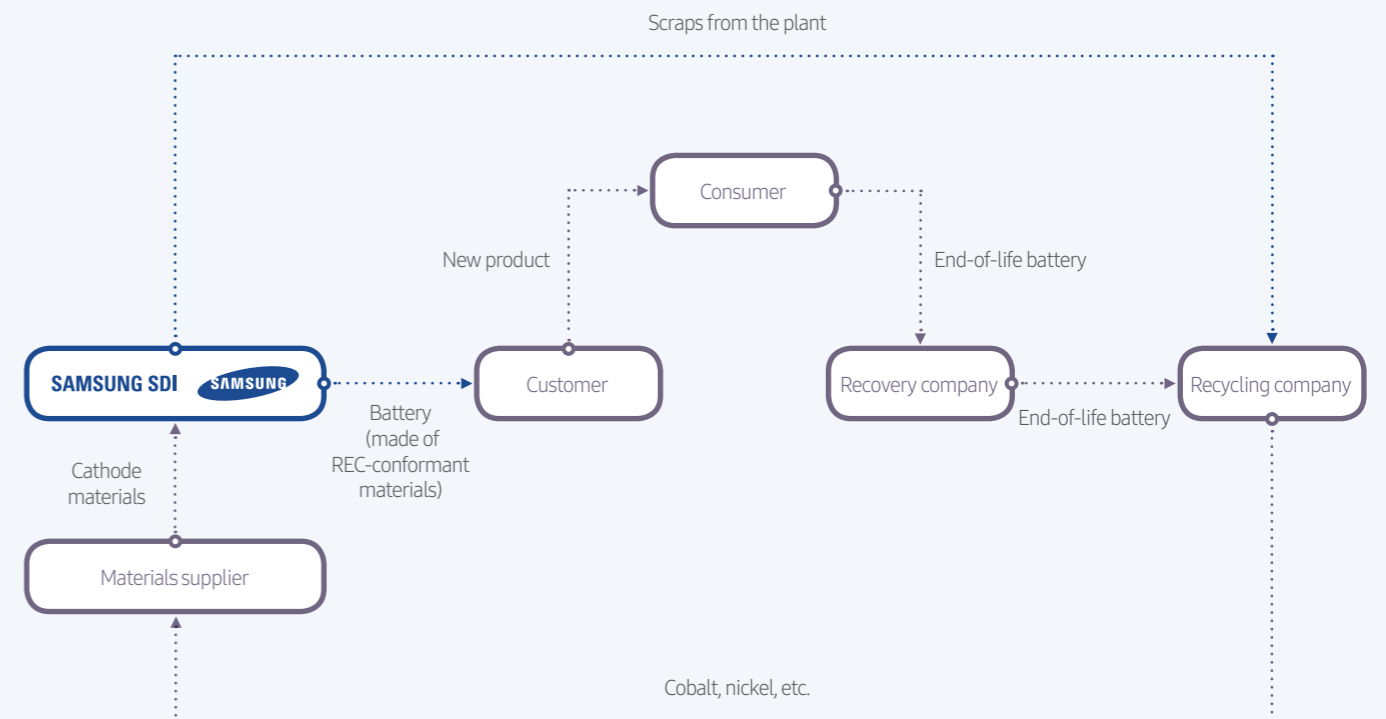 Scraps from the plant
Consumer
New product
End-of-life battery
SAMSUNG SDI SAMSUNG
Customer
Recovery company
Recycling company
Battery
(made of
REC-conformant
materials)
End-of-life battery
Cathode
materials
Materials supplier
Cobalt, nickel, etc.